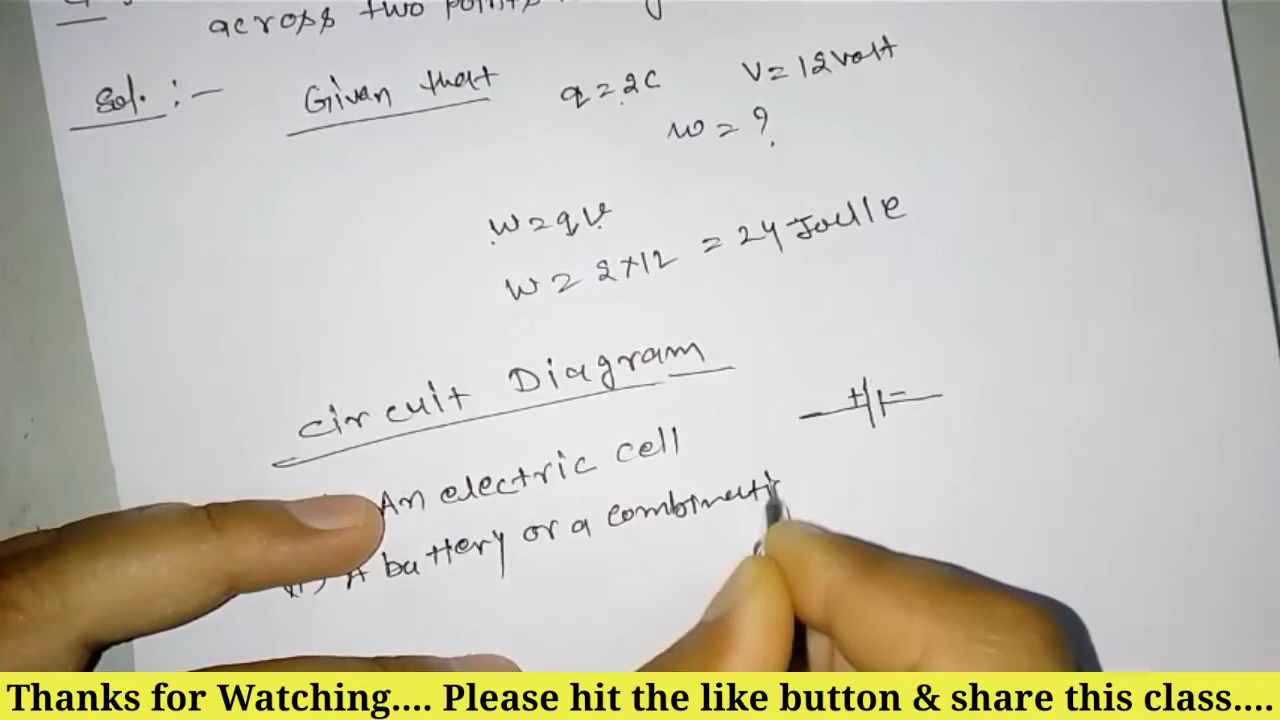 across two points
Sol. :- Given that q = 2C V = 12 Volt
w = ?
W = qV
W = 2 × 12 = 24 Joule
Circuit Diagram
An electric cell + -
A battery or a combinati
Thanks for Watching.... Please hit the like button & share this class....